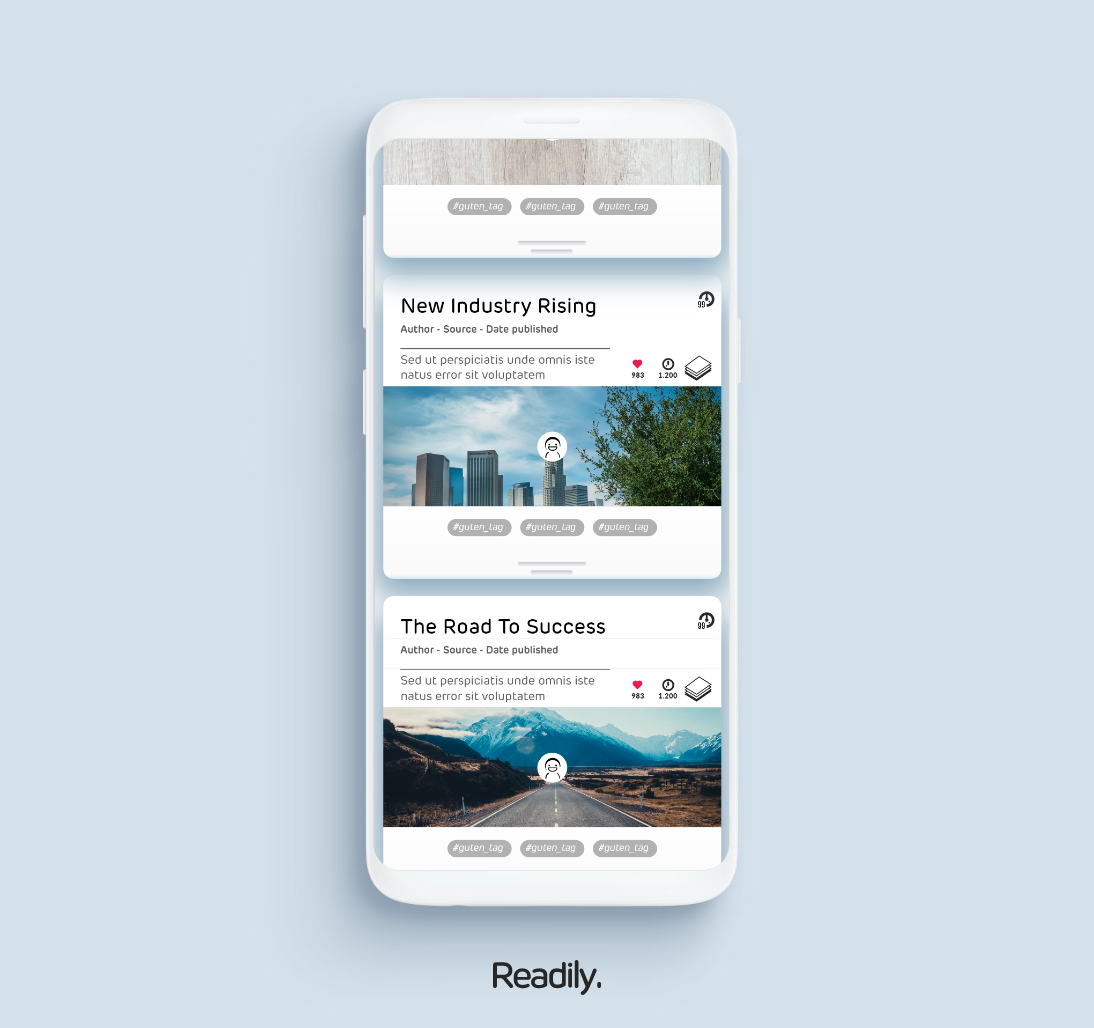 #guten_tag #guten_tag #guten_tag
New Industry Rising
99
Author - Source - Date published
Sed ut perspiciatis unde omnis iste
natus error sit voluptatem
983 1.200
#guten_tag #guten_tag #guten_tag
The Road To Success
99
Author - Source - Date published
Sed ut perspiciatis unde omnis iste
natus error sit voluptatem
983 1.200
#guten_tag #guten_tag #guten_tag
Readily.